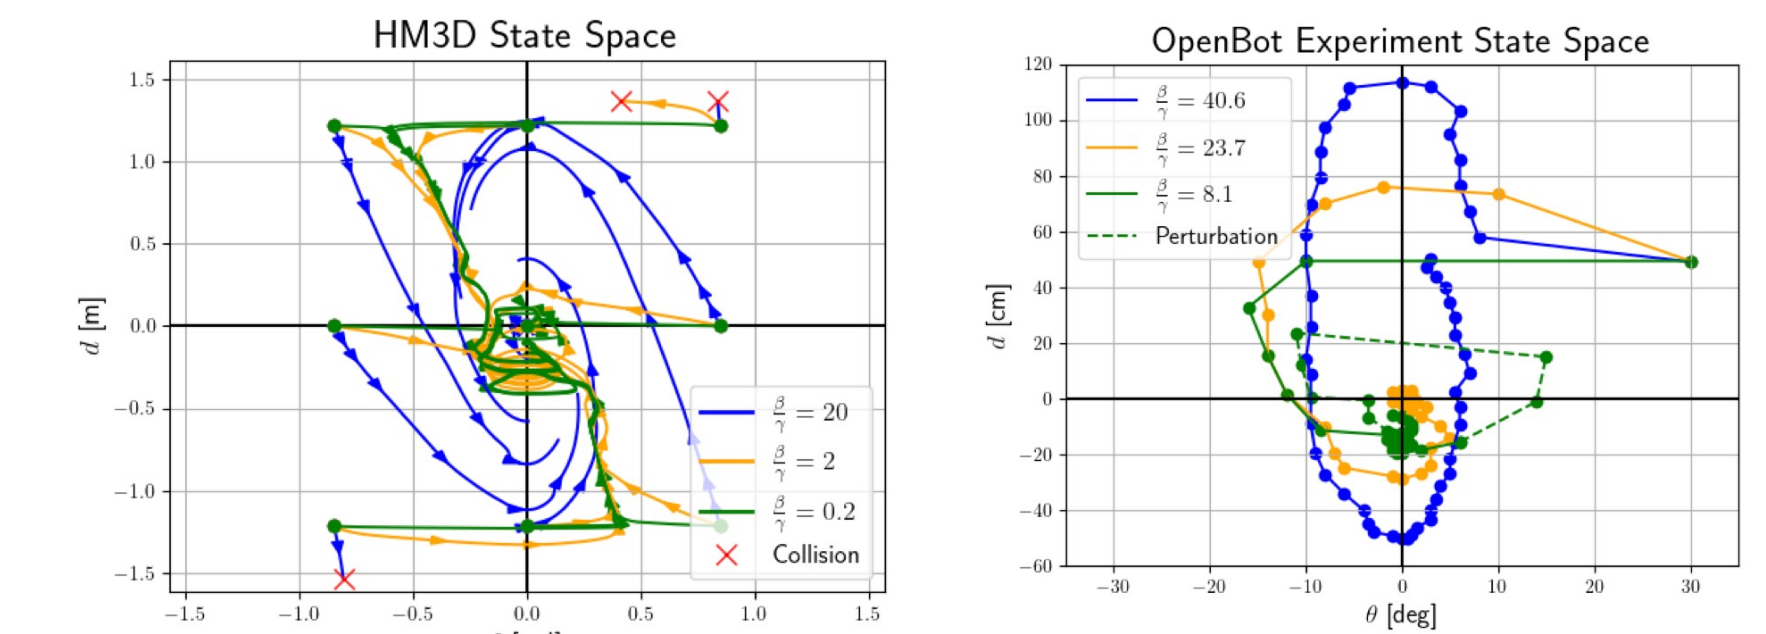 HM3D State Space
1.5
1.0
0.5
0.0
−0.5
−1.0
−1.5
d [m]
−1.5 −1.0 −0.5 0.0 0.5 1.0 1.5
β/γ = 20
β/γ = 2
β/γ = 0.2
Collision
OpenBot Experiment State Space
120
100
80
60
40
20
0
−20
−40
−60
d [cm]
−30 −20 −10 0 10 20 30
θ [deg]
β/γ = 40.6
β/γ = 23.7
β/γ = 8.1
Perturbation